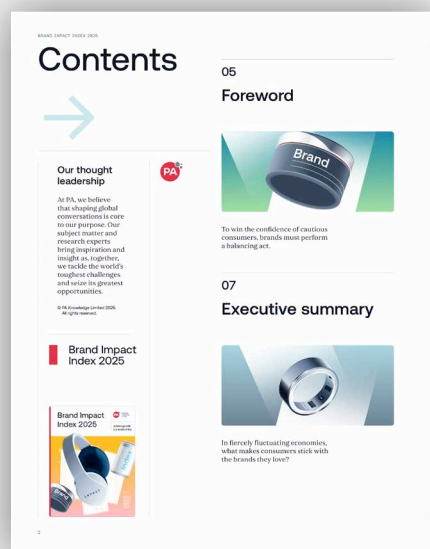 BRAND IMPACT INDEX 2025
Contents
Our thought
leadership
PA
At PA, we believe
that shaping global
conversations is core
to our purpose. Our
subject matter and
research experts
bring inspiration and
insight as, together,
we tackle the world's
toughest challenges
and seize its greatest
opportunities.
© PA Knowledge Limited 2025.
All rights reserved.
Brand Impact
Index 2025
Brand Impact
Index 2025
Brand
2
05
Foreword
Brand
To win the confidence of cautious
consumers, brands must perform
a balancing act.
07
Executive summary
In fiercely fluctuating economies,
what makes consumers stick with
the brands they love?